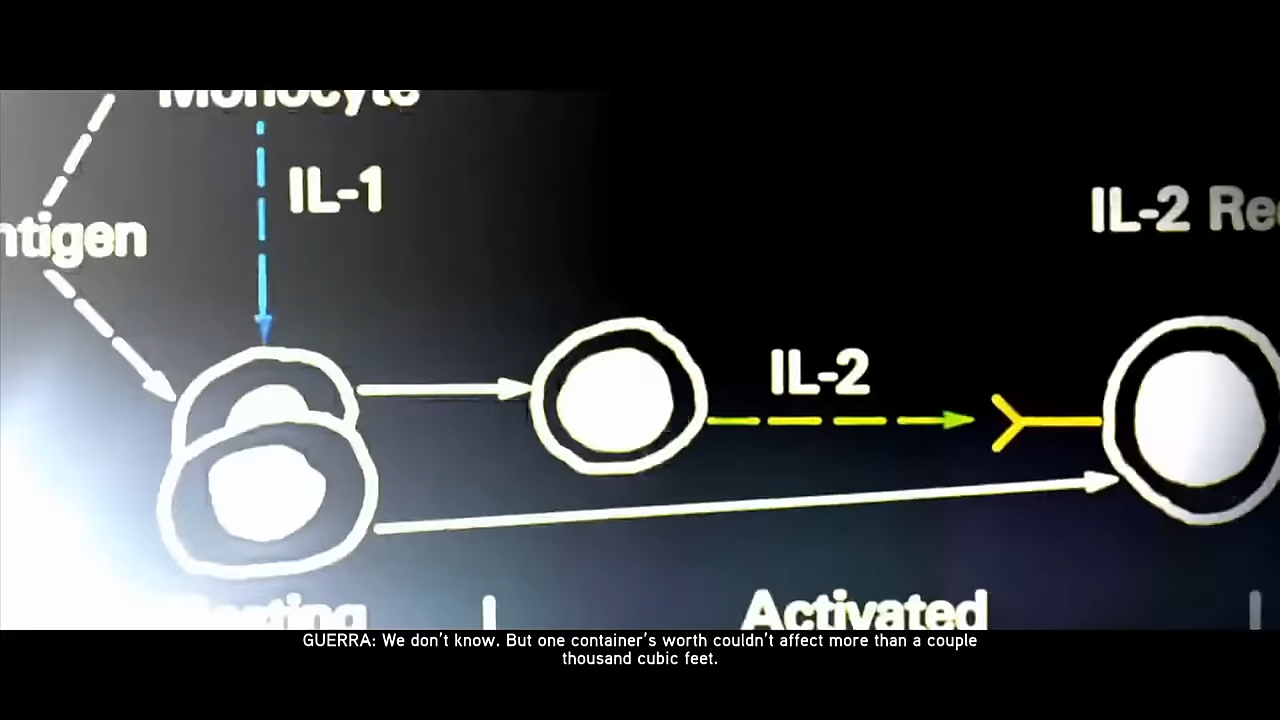 Monocyte
IL-1
ntigen
IL-2 Re
IL-2
Activated
GUERRA: We don't know. But one container's worth couldn't affect more than a couple
thousand cubic feet.